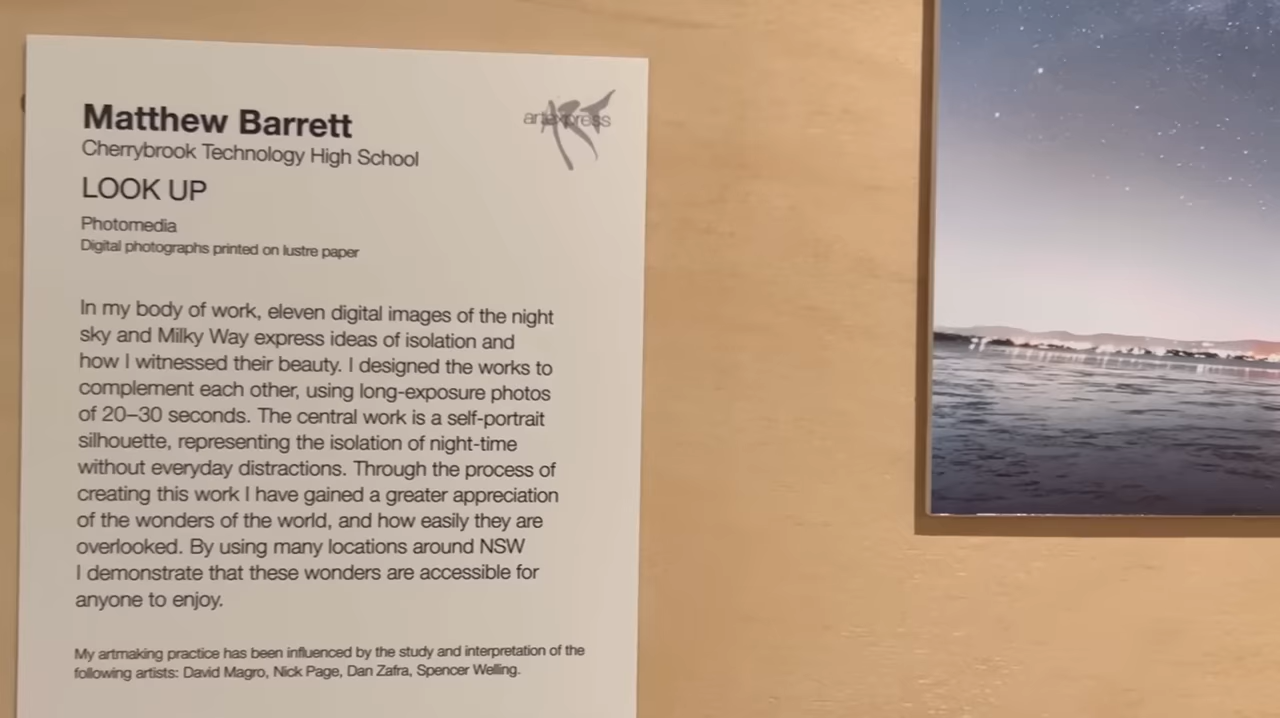 Matthew Barrett
Cherrybrook Technology High School
LOOK UP
Photomedia
Digital photographs printed on lustre paper
artexpress
ART
In my body of work, eleven digital images of the night
sky and Milky Way express ideas of isolation and
how I witnessed their beauty. I designed the works to
complement each other, using long-exposure photos
of 20–30 seconds. The central work is a self-portrait
silhouette, representing the isolation of night-time
without everyday distractions. Through the process of
creating this work I have gained a greater appreciation
of the wonders of the world, and how easily they are
overlooked. By using many locations around NSW
I demonstrate that these wonders are accessible for
anyone to enjoy.
My artmaking practice has been influenced by the study and interpretation of the
following artists: David Magro, Nick Page, Dan Zafra, Spencer Welling.